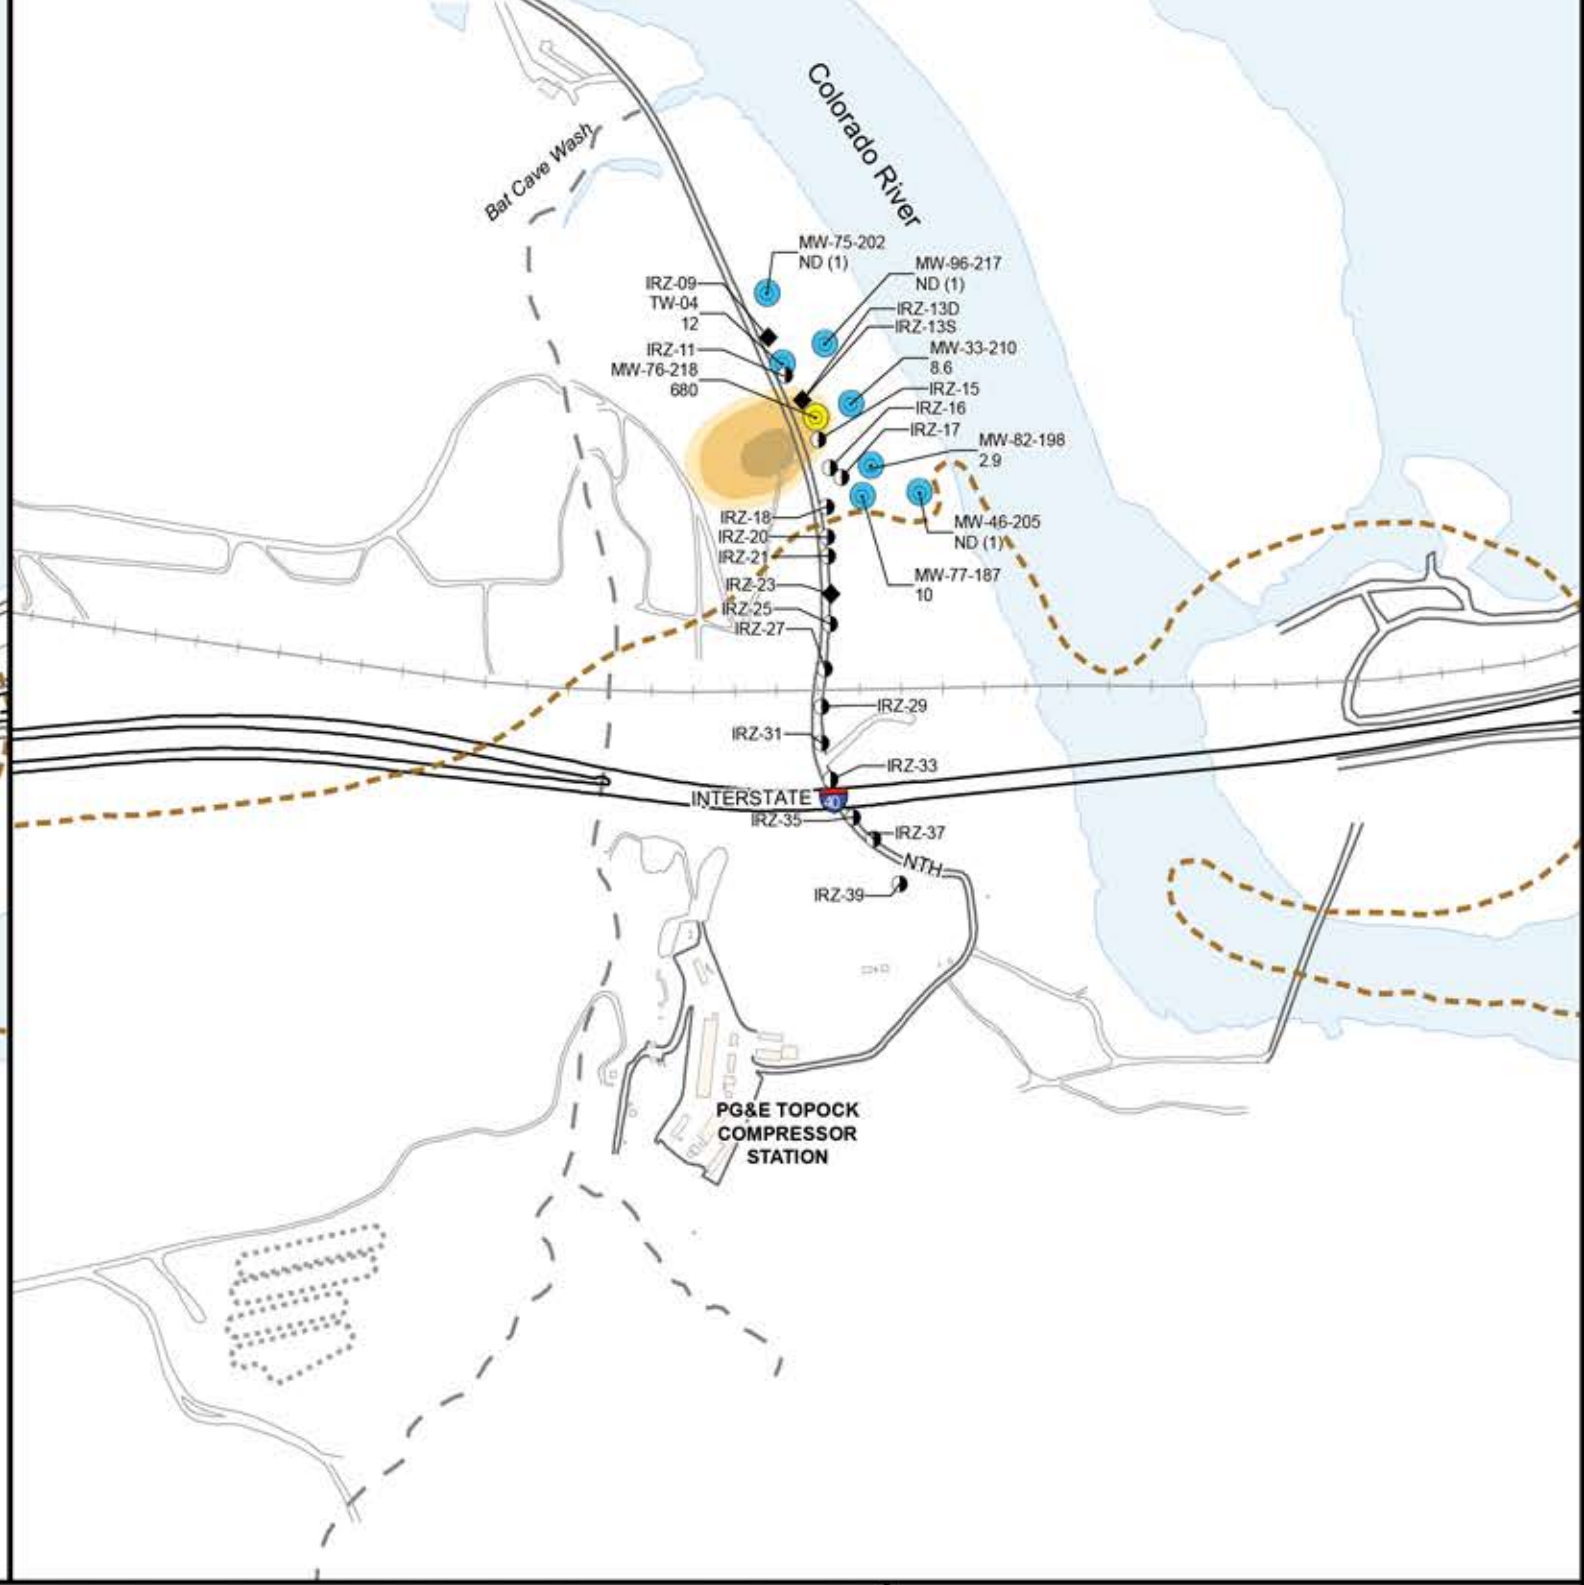 Colorado River
Bat Cave Wash
MW-75-202
ND (1)
MW-96-217
ND (1)
IRZ-09
TW-04
12
IRZ-13D
IRZ-13S
IRZ-11
MW-33-210
8.6
MW-76-218
680
IRZ-15
IRZ-16
IRZ-17
MW-82-198
2.9
IRZ-18
MW-46-205
ND (1)
IRZ-20
IRZ-21
MW-77-187
10
IRZ-23
IRZ-25
IRZ-27
IRZ-29
IRZ-31
IRZ-33
INTERSTATE
40
IRZ-35
IRZ-37
NTH
IRZ-39
PG&E TOPOCK
COMPRESSOR
STATION